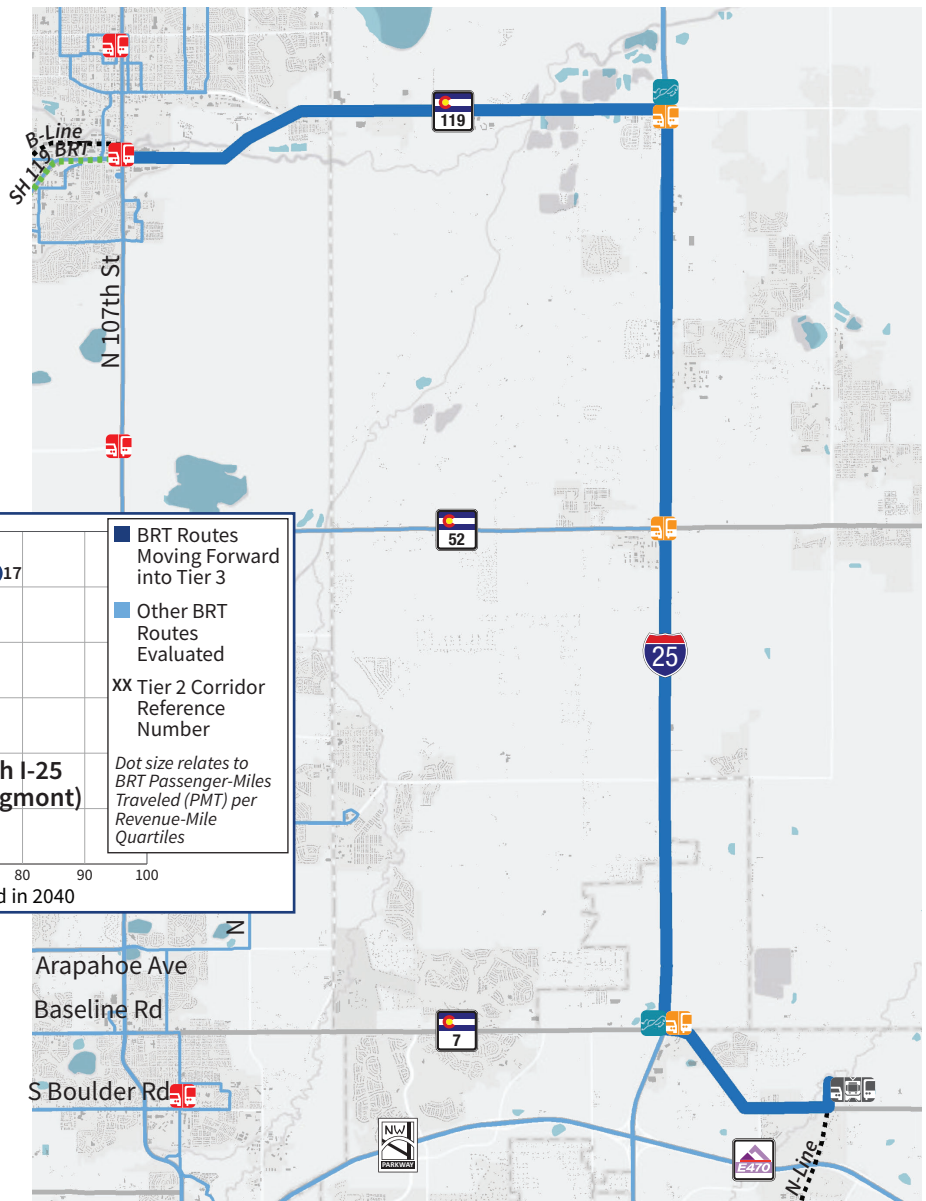 119
B-Line
SH 119 BRT
N 107th St
52
BRT Routes
Moving Forward
into Tier 3
17
Other BRT
Routes
Evaluated
XX Tier 2 Corridor
Reference
Number
25
h I-25
gmont)
Dot size relates to
BRT Passenger-Miles
Traveled (PMT) per
Revenue-Mile
Quartiles
80 90 100
d in 2040
N
Arapahoe Ave
Baseline Rd
7
S Boulder Rd
NW
PARKWAY
E470
N-Line